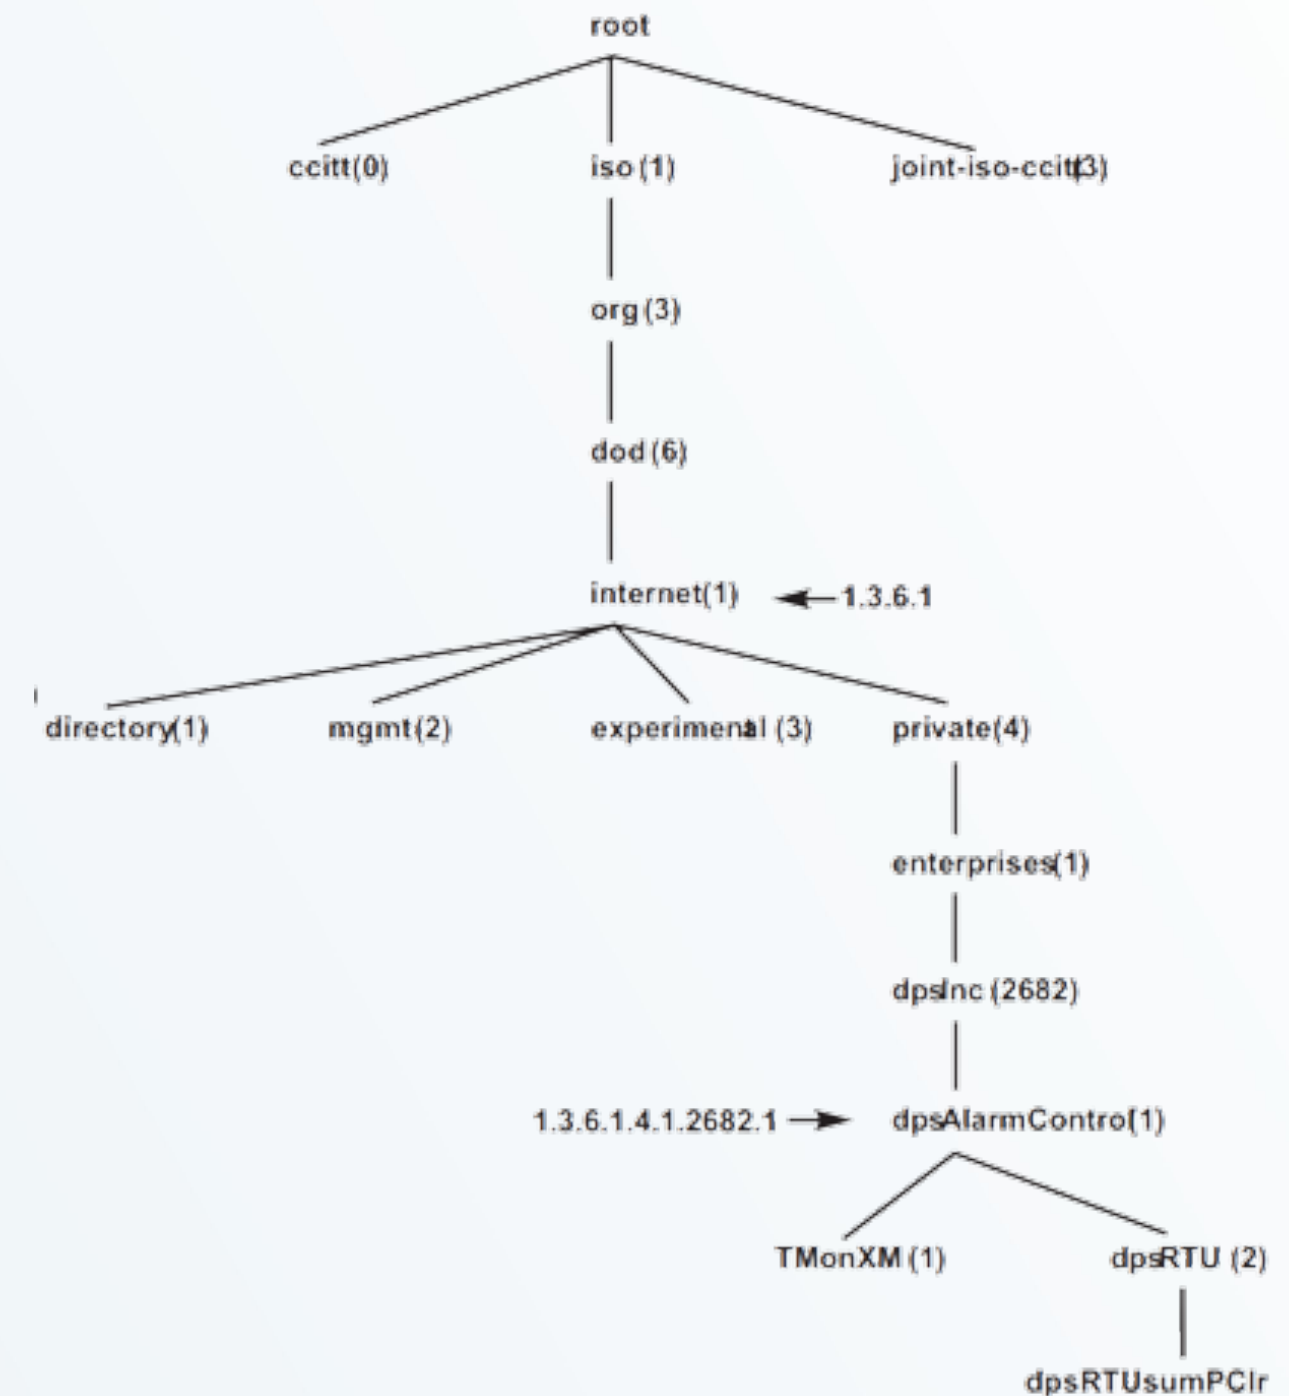 root
ccitt(0) iso (1) joint-iso-ccitt(3)
org (3)
dod (6)
internet(1) 1.3.6.1
directory(1) mgmt(2) experimental (3) private(4)
enterprises(1)
dpsInc (2682)
1.3.6.1.4.1.2682.1 dpsAlarmControl(1)
TMonXM (1) dpsRTU (2)
dpsRTUsumPClr